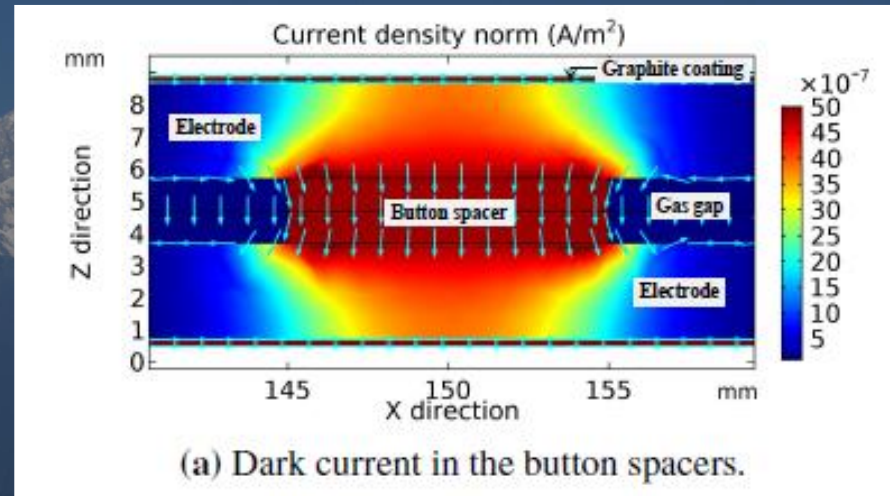 Current density norm (A/m²)
mm
Graphite coating
×10⁻⁷
8
7
6
5
4
3
2
1
0
Z direction
Electrode
Button spacer
Gas gap
Electrode
50
45
40
35
30
25
20
15
10
5
145
150
155
mm
X direction
(a) Dark current in the button spacers.